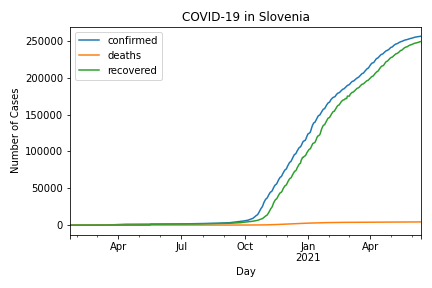 COVID-19 in Slovenia
confirmed
deaths
recovered
Number of Cases
250000
200000
150000
100000
50000
0
Apr Jul Oct Jan Apr
2021
Day